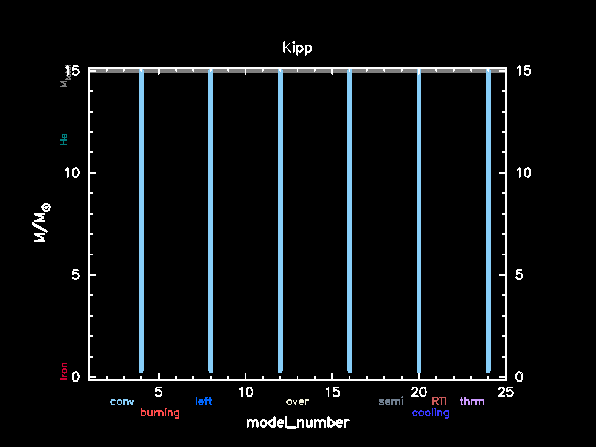 Kipp
15 15
He
10 10
M/M☉
5 5
Iron
0 0
5 10 15 20 25
conv left over semi RTI thrm
burning cooling
model_number